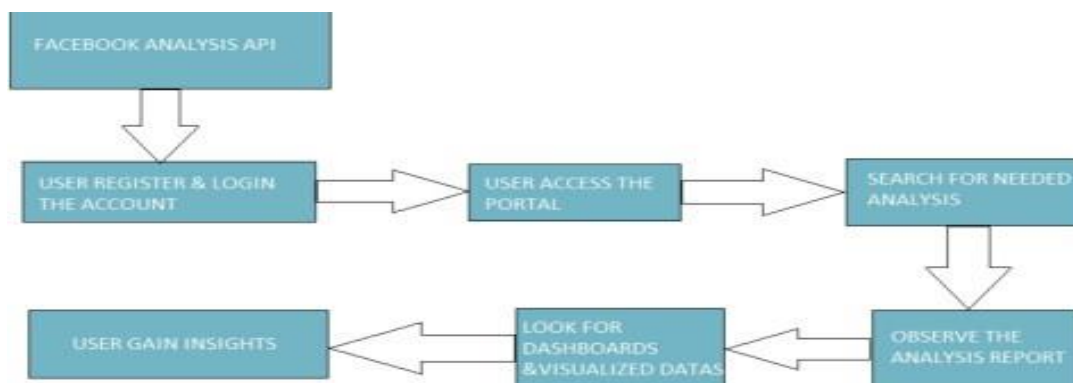 FACEBOOK ANALYSIS API
USER REGISTER & LOGIN
THE ACCOUNT
USER ACCESS THE
PORTAL
SEARCH FOR NEEDED
ANALYSIS
OBSERVE THE
ANALYSIS REPORT
LOOK FOR
DASHBOARDS
&VISUALIZED DATAS
USER GAIN INSIGHTS